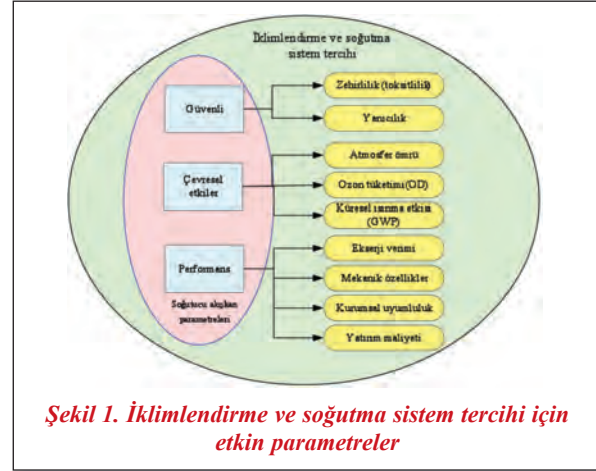 İklimlendirme ve soğutma
sistem tercihi
Güvenli
Zehirlilik (toksitlilik)
Yanıcılık
Çevresel
etkiler
Atmosfer ömrü
Ozon tüketimi (OD)
Küresel ısınma etkisi
(GWP)
Performans
Ekserji verimi
Mekanik özellikler
Kurumsal uyumluluk
Yatırım maliyeti
Soğutucu akışkan
parametreleri
Şekil 1. İklimlendirme ve soğutma sistem tercihi için
etkin parametreler